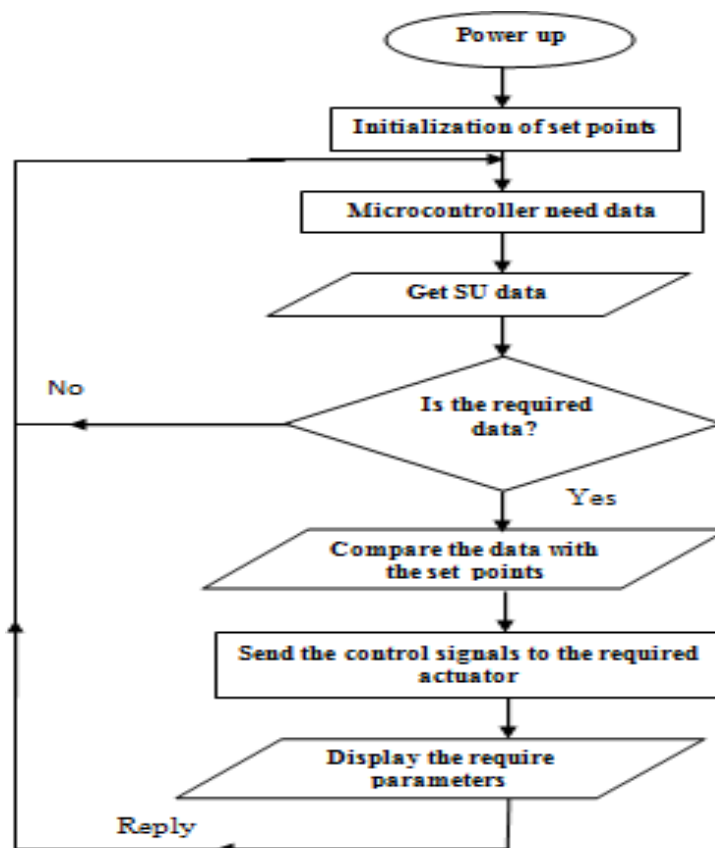 Power up
Initialization of set points
Microcontroller need data
Get SU data
No
Is the required
data?
Yes
Compare the data with
the set points
Send the control signals to the required
actuator
Display the require
parameters
Reply